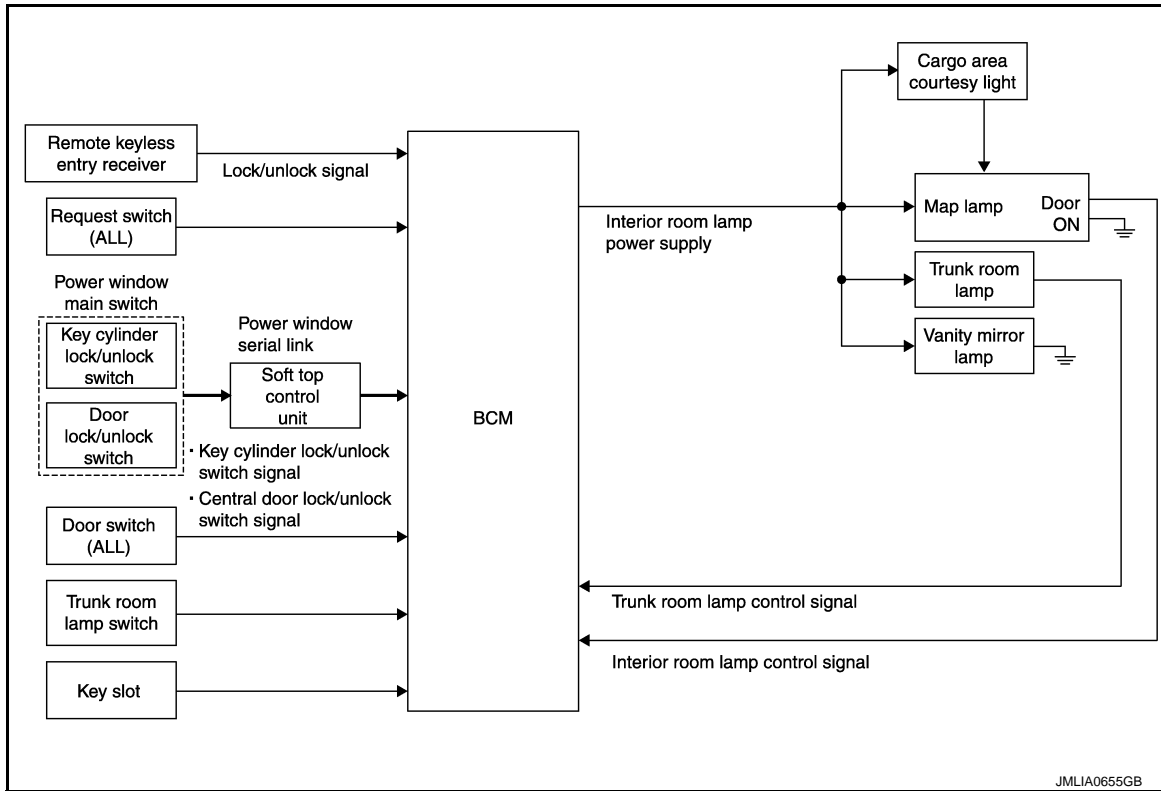 Cargo area
courtesy light
Remote keyless
entry receiver
Lock/unlock signal
Request switch
(ALL)
Interior room lamp
power supply
Map lamp
Door
ON
Power window
main switch
Key cylinder
lock/unlock
switch
Door
lock/unlock
switch
Power window
serial link
Soft top
control
unit
· Key cylinder lock/unlock
switch signal
· Central door lock/unlock
switch signal
BCM
Trunk room
lamp
Vanity mirror
lamp
Door switch
(ALL)
Trunk room
lamp switch
Key slot
Trunk room lamp control signal
Interior room lamp control signal
JMLIA0655GB